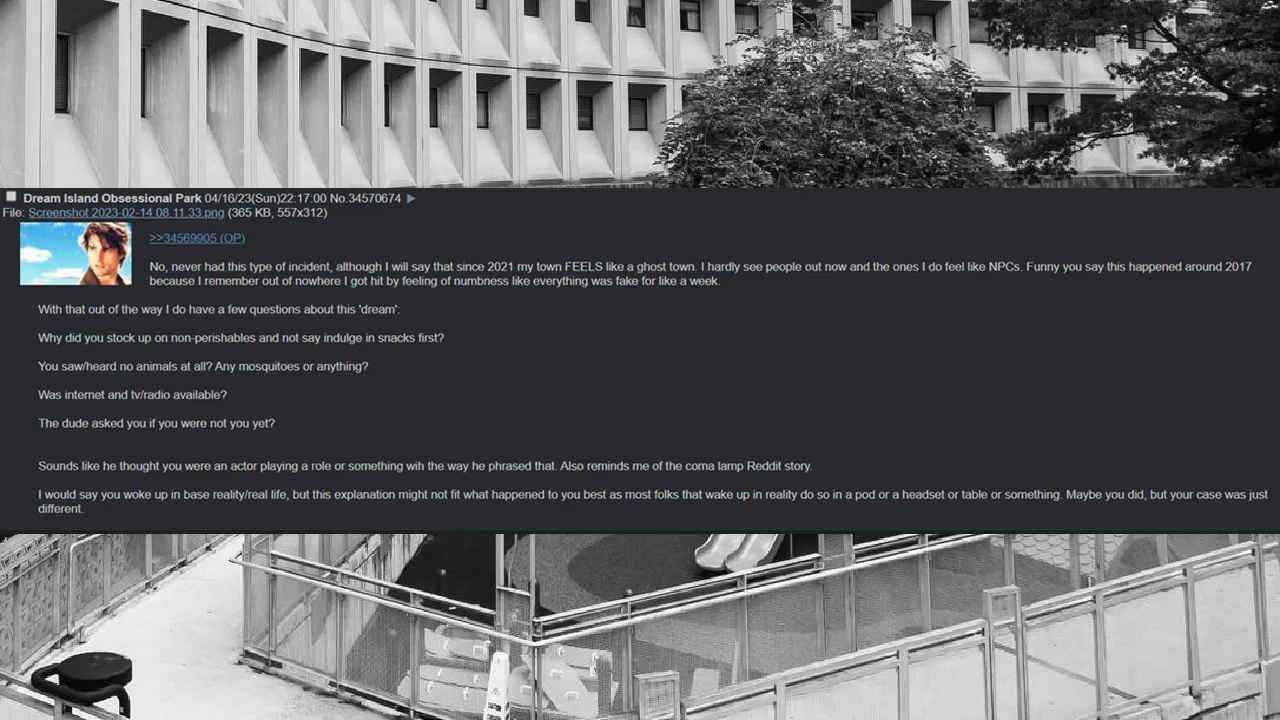 Dream Island Obsessional Park 04/16/23(Sun)22:17:00 No.34570674 ▶
File: Screenshot 2023-02-14 08.11.33.png (365 KB, 557x312)
>>34569905 (OP)
No, never had this type of incident, although I will say that since 2021 my town FEELS like a ghost town. I hardly see people out now and the ones I do feel like NPCs. Funny you say this happened around 2017
because I remember out of nowhere I got hit by feeling of numbness like everything was fake for like a week.
With that out of the way I do have a few questions about this 'dream':
Why did you stock up on non-perishables and not say indulge in snacks first?
You saw/heard no animals at all? Any mosquitoes or anything?
Was internet and tv/radio available?
The dude asked you if you were not you yet?
Sounds like he thought you were an actor playing a role or something wih the way he phrased that. Also reminds me of the coma lamp Reddit story.
I would say you woke up in base reality/real life, but this explanation might not fit what happened to you best as most folks that wake up in reality do so in a pod or a headset or table or something. Maybe you did, but your case was just
different.